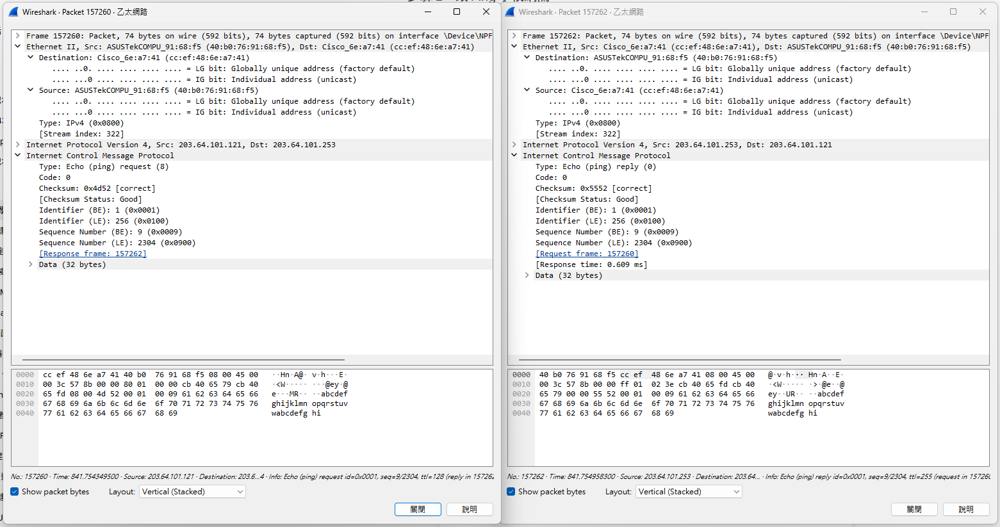 Wireshark · Packet 157260 · 乙太網路
Frame 157260: Packet, 74 bytes on wire (592 bits), 74 bytes captured (592 bits) on interface \Device\NPF
Ethernet II, Src: ASUSTekCOMPU_91:68:f5 (40:b0:76:91:68:f5), Dst: Cisco_6e:a7:41 (cc:ef:48:6e:a7:41)
Destination: Cisco_6e:a7:41 (cc:ef:48:6e:a7:41)
.... ..0. .... .... .... .... = LG bit: Globally unique address (factory default)
.... ...0 .... .... .... .... = IG bit: Individual address (unicast)
Source: ASUSTekCOMPU_91:68:f5 (40:b0:76:91:68:f5)
.... ..0. .... .... .... .... = LG bit: Globally unique address (factory default)
.... ...0 .... .... .... .... = IG bit: Individual address (unicast)
Type: IPv4 (0x0800)
[Stream index: 322]
Internet Protocol Version 4, Src: 203.64.101.121, Dst: 203.64.101.253
Internet Control Message Protocol
Type: Echo (ping) request (8)
Code: 0
Checksum: 0x4d52 [correct]
[Checksum Status: Good]
Identifier (BE): 1 (0x0001)
Identifier (LE): 256 (0x0100)
Sequence Number (BE): 9 (0x0009)
Sequence Number (LE): 2304 (0x0900)
[Response frame: 157262]
Data (32 bytes)
0000 cc ef 48 6e a7 41 40 b0 76 91 68 f5 08 00 45 00 ··Hn·A@· v·h···E·
0010 00 3c 57 8b 00 00 80 01 00 00 cb 40 65 79 cb 40 ·<W····· ···@ey·@
0020 65 fd 08 00 4d 52 00 01 00 09 61 62 63 64 65 66 e···MR·· ··abcdef
0030 67 68 69 6a 6b 6c 6d 6e 6f 70 71 72 73 74 75 76 ghijklmn opqrstuv
0040 77 61 62 63 64 65 66 67 68 69 wabcdefg hi
No.: 157260 · Time: 841.754349500 · Source: 203.64.101.121 · Destination: 203.6...4 · Info: Echo (ping) request id=0x0001, seq=9/2304, ttl=128 (reply in 157262
Show packet bytes Layout: Vertical (Stacked)
關閉 說明
Wireshark · Packet 157262 · 乙太網路
Frame 157262: Packet, 74 bytes on wire (592 bits), 74 bytes captured (592 bits) on interface \Device\NPF
Ethernet II, Src: Cisco_6e:a7:41 (cc:ef:48:6e:a7:41), Dst: ASUSTekCOMPU_91:68:f5 (40:b0:76:91:68:f5)
Destination: ASUSTekCOMPU_91:68:f5 (40:b0:76:91:68:f5)
.... ..0. .... .... .... .... = LG bit: Globally unique address (factory default)
.... ...0 .... .... .... .... = IG bit: Individual address (unicast)
Source: Cisco_6e:a7:41 (cc:ef:48:6e:a7:41)
.... ..0. .... .... .... .... = LG bit: Globally unique address (factory default)
.... ...0 .... .... .... .... = IG bit: Individual address (unicast)
Type: IPv4 (0x0800)
[Stream index: 322]
Internet Protocol Version 4, Src: 203.64.101.253, Dst: 203.64.101.121
Internet Control Message Protocol
Type: Echo (ping) reply (0)
Code: 0
Checksum: 0x5552 [correct]
[Checksum Status: Good]
Identifier (BE): 1 (0x0001)
Identifier (LE): 256 (0x0100)
Sequence Number (BE): 9 (0x0009)
Sequence Number (LE): 2304 (0x0900)
[Request frame: 157260]
[Response time: 0.609 ms]
Data (32 bytes)
0000 40 b0 76 91 68 f5 cc ef 48 6e a7 41 08 00 45 00 @·v·h··· Hn·A··E·
0010 00 3c 57 8b 00 00 ff 01 02 3e cb 40 65 fd cb 40 ·<W····· ·>·@e··@
0020 65 79 00 00 55 52 00 01 00 09 61 62 63 64 65 66 ey··UR·· ··abcdef
0030 67 68 69 6a 6b 6c 6d 6e 6f 70 71 72 73 74 75 76 ghijklmn opqrstuv
0040 77 61 62 63 64 65 66 67 68 69 wabcdefg hi
No.: 157262 · Time: 841.754958300 · Source: 203.64.101.253 · Destination: 203.64... · Info: Echo (ping) reply id=0x0001, seq=9/2304, ttl=255 (request in 157260
Show packet bytes Layout: Vertical (Stacked)
關閉 說明